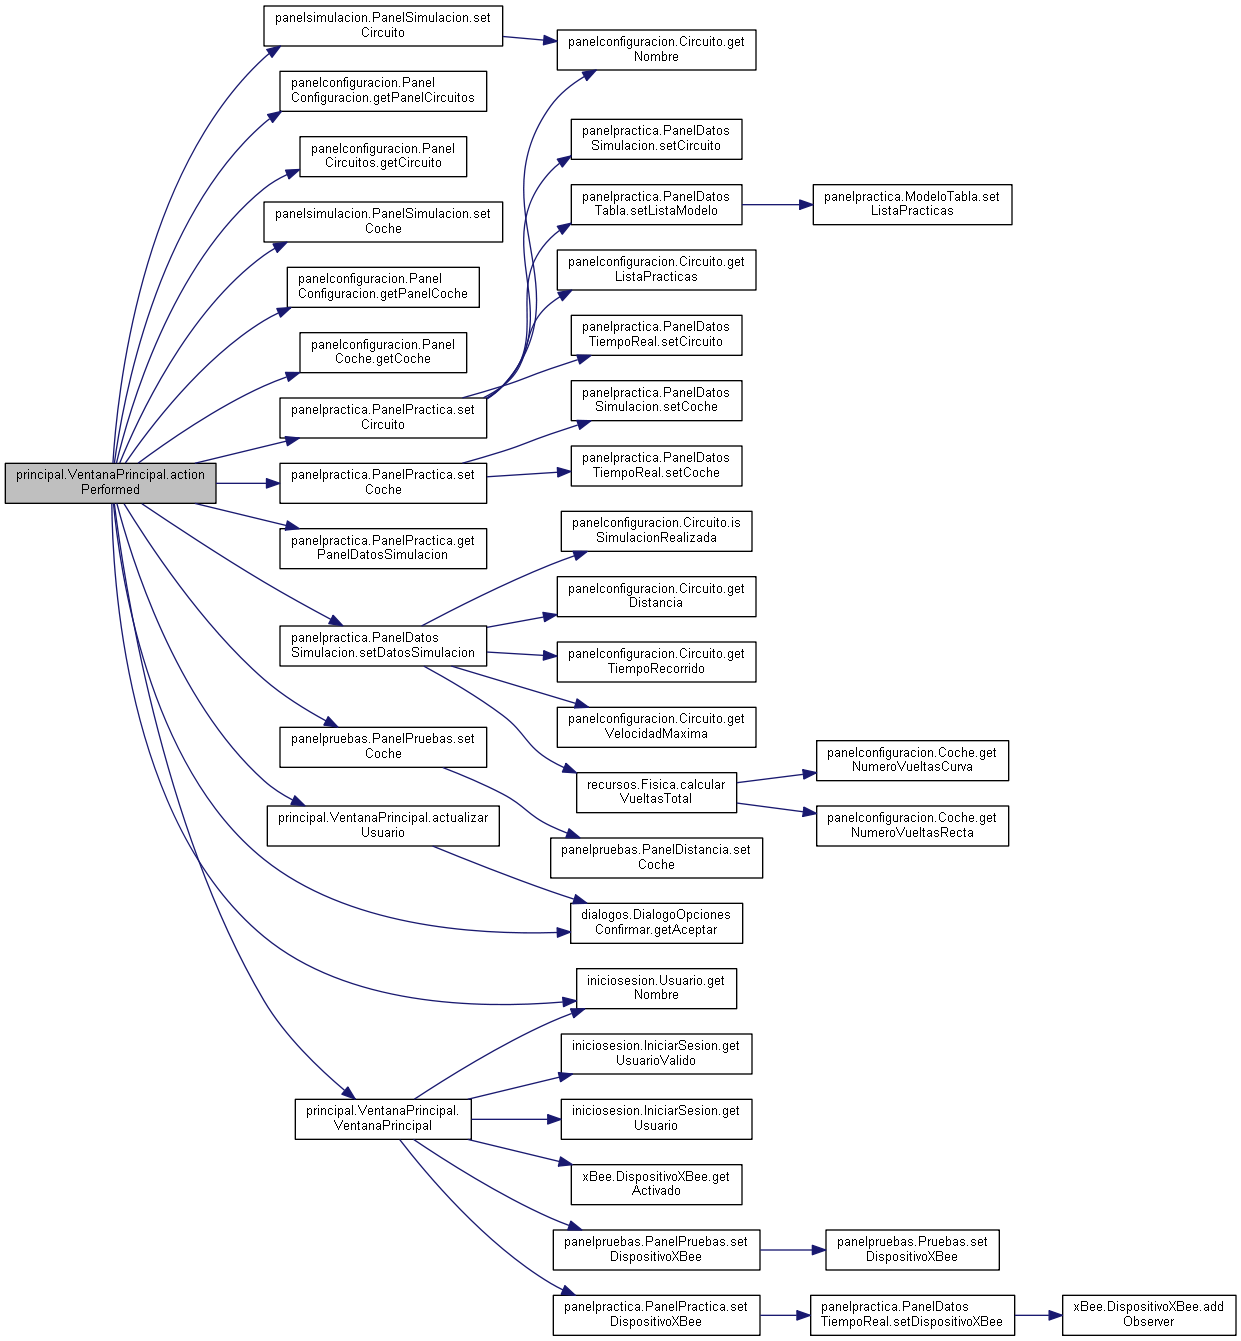 panelsimulacion.PanelSimulacion.set
Circuito
panelconfiguracion.Circuito.get
Nombre
panelconfiguracion.Panel
Configuracion.getPanelCircuitos
panelpractica.PanelDatos
Simulacion.setCircuito
panelconfiguracion.Panel
Circuitos.getCircuito
panelpractica.PanelDatos
Tabla.setListaModelo
panelpractica.ModeloTabla.set
ListaPracticas
panelsimulacion.PanelSimulacion.set
Coche
panelconfiguracion.Circuito.get
ListaPracticas
panelconfiguracion.Panel
Configuracion.getPanelCoche
panelpractica.PanelDatos
TiempoReal.setCircuito
panelconfiguracion.Panel
Coche.getCoche
panelpractica.PanelDatos
Simulacion.setCoche
panelpractica.PanelPractica.set
Circuito
panelpractica.PanelDatos
TiempoReal.setCoche
principal.VentanaPrincipal.action
Performed
panelpractica.PanelPractica.set
Coche
panelconfiguracion.Circuito.is
SimulacionRealizada
panelpractica.PanelPractica.get
PanelDatosSimulacion
panelconfiguracion.Circuito.get
Distancia
panelpractica.PanelDatos
Simulacion.setDatosSimulacion
panelconfiguracion.Circuito.get
TiempoRecorrido
panelconfiguracion.Circuito.get
VelocidadMaxima
panelpruebas.PanelPruebas.set
Coche
recursos.Fisica.calcular
VueltasTotal
panelconfiguracion.Coche.get
NumeroVueltasCurva
panelconfiguracion.Coche.get
NumeroVueltasRecta
principal.VentanaPrincipal.actualizar
Usuario
panelpruebas.PanelDistancia.set
Coche
dialogos.DialogoOpciones
Confirmar.getAceptar
iniciosesion.Usuario.get
Nombre
iniciosesion.IniciarSesion.get
UsuarioValido
principal.VentanaPrincipal.
VentanaPrincipal
iniciosesion.IniciarSesion.get
Usuario
xBee.DispositivoXBee.get
Activado
panelpruebas.PanelPruebas.set
DispositivoXBee
panelpruebas.Pruebas.set
DispositivoXBee
panelpractica.PanelPractica.set
DispositivoXBee
panelpractica.PanelDatos
TiempoReal.setDispositivoXBee
xBee.DispositivoXBee.add
Observer